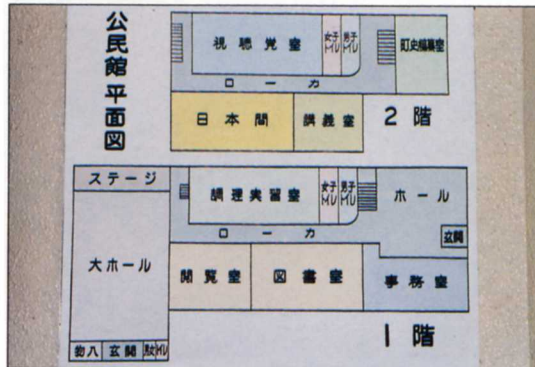 公民館平面図
視聴覚室
女子トイレ
男子トイレ
町史編纂室
ローカ
日本間
講義室
2階
ステージ
調理実習室
女子トイレ
男子トイレ
ホール
ローカ
玄関
大ホール
閲覧室
図書室
事務室
玄関
1階